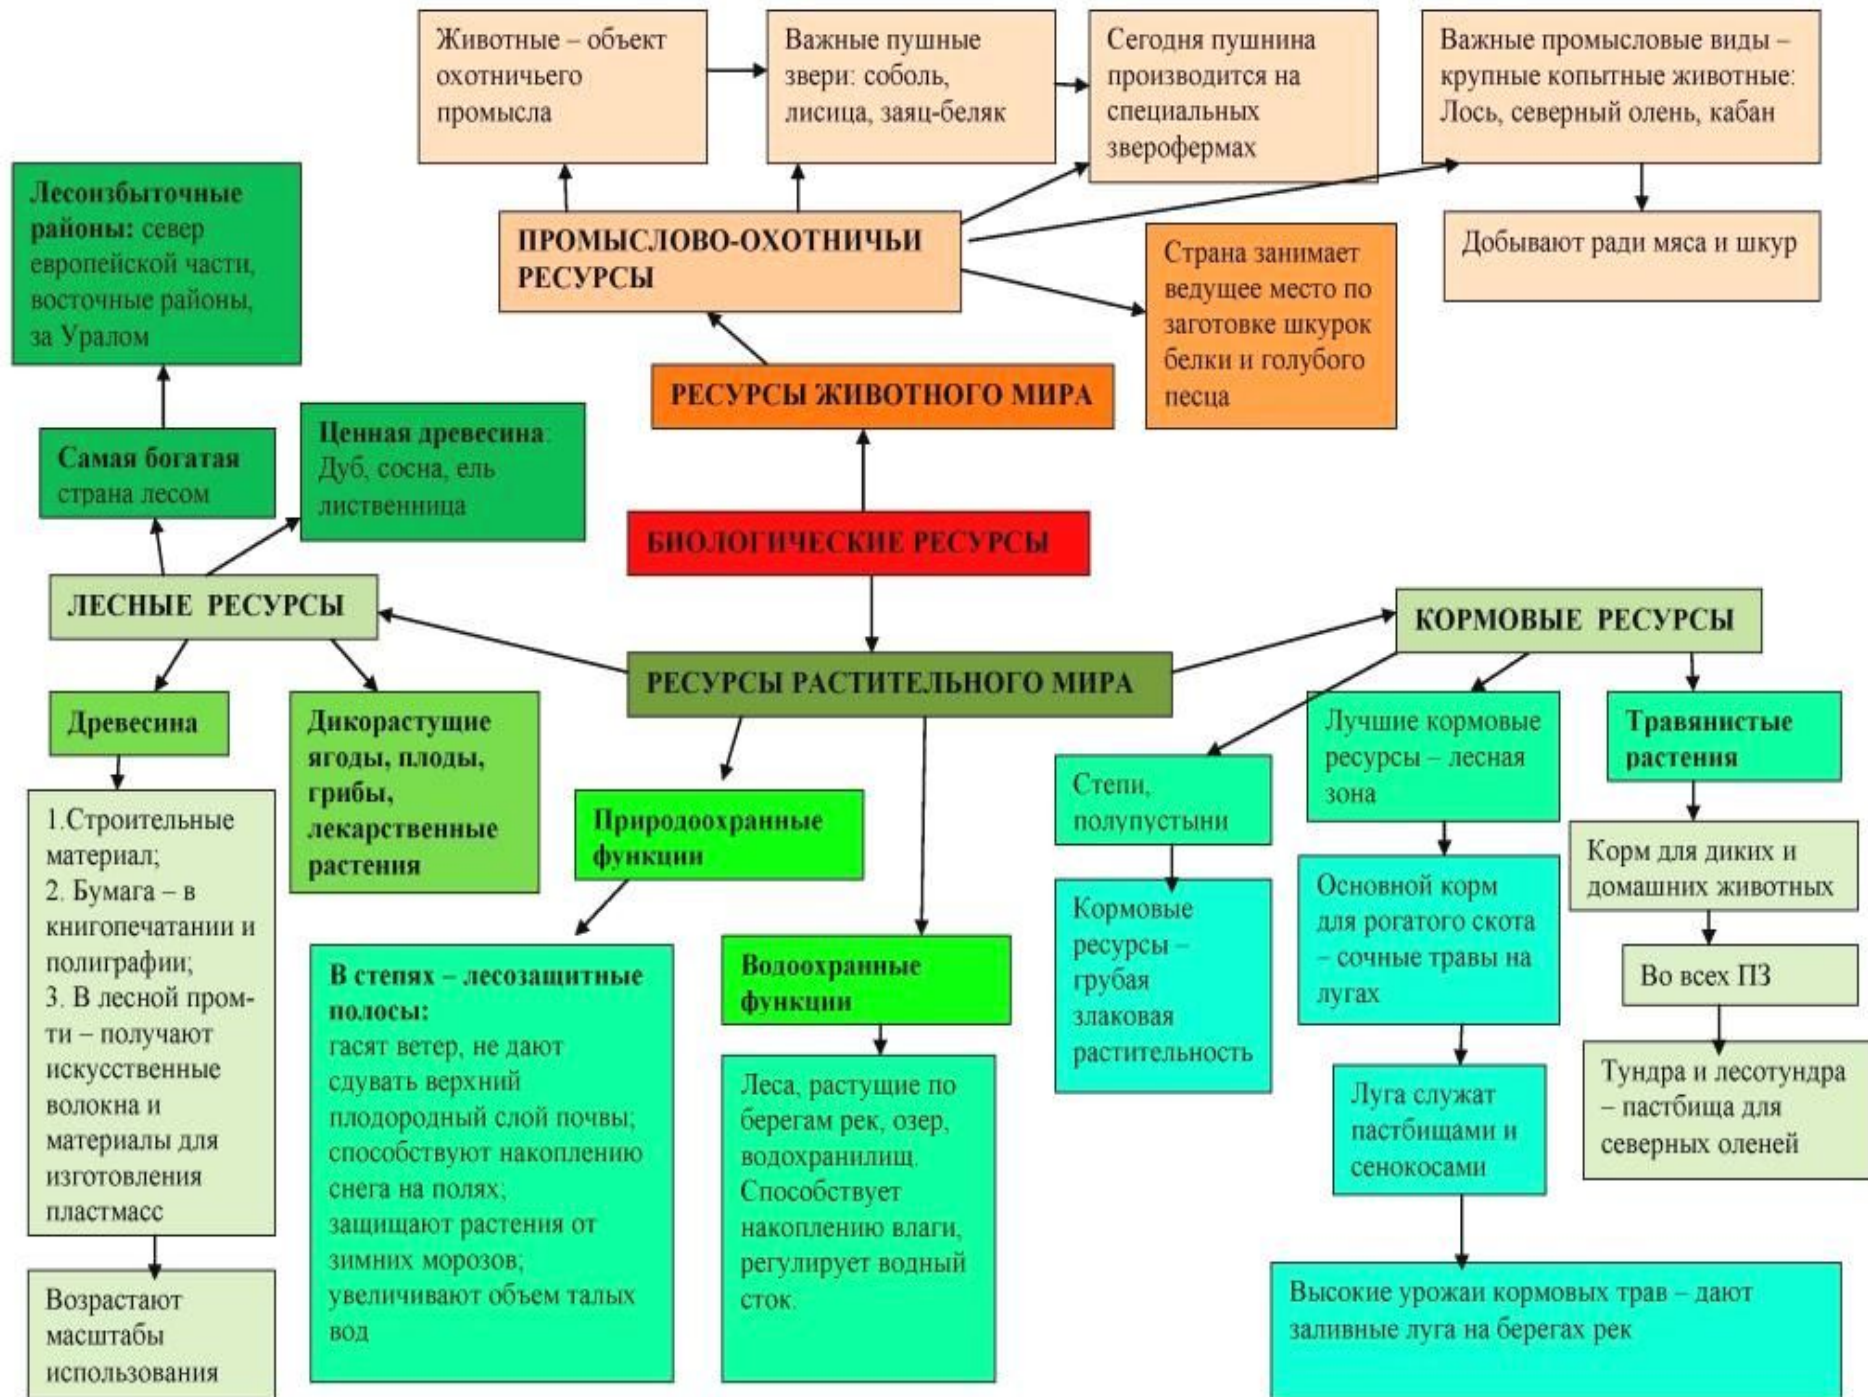 Животные – объект
охотничьего
промысла
Важные пушные
звери: соболь,
лисица, заяц-беляк
Сегодня пушнина
производится на
специальных
зверофермах
Важные промысловые виды –
крупные копытные животные:
Лось, северный олень, кабан
Добывают ради мяса и шкур
ПРОМЫСЛОВО-ОХОТНИЧЬИ
РЕСУРСЫ
Страна занимает
ведущее место по
заготовке шкурок
белки и голубого
песца
РЕСУРСЫ ЖИВОТНОГО МИРА
Лесоизбыточные
районы: север
европейской части,
восточные районы,
за Уралом
Самая богатая
страна лесом
Ценная древесина:
Дуб, сосна, ель
лиственница
БИОЛОГИЧЕСКИЕ РЕСУРСЫ
ЛЕСНЫЕ РЕСУРСЫ
РЕСУРСЫ РАСТИТЕЛЬНОГО МИРА
КОРМОВЫЕ РЕСУРСЫ
Древесина
1.Строительные
материал;
2. Бумага – в
книгопечатании и
полиграфии;
3. В лесной пром-
ти – получают
искусственные
волокна и
материалы для
изготовления
пластмасс
Возрастают
масштабы
использования
Дикорастущие
ягоды, плоды,
грибы,
лекарственные
растения
Природоохранные
функции
В степях – лесозащитные
полосы:
гасят ветер, не дают
сдувать верхний
плодородный слой почвы;
способствуют накоплению
снега на полях;
защищают растения от
зимних морозов;
увеличивают объем талых
вод
Водоохранные
функции
Леса, растущие по
берегам рек, озер,
водохранилищ.
Способствует
накоплению влаги,
регулирует водный
сток.
Степи,
полупустыни
Кормовые
ресурсы –
грубая
злаковая
растительность
Лучшие кормовые
ресурсы – лесная
зона
Основной корм
для рогатого скота
– сочные травы на
лугах
Луга служат
пастбищами и
сенокосами
Высокие урожаи кормовых трав – дают
заливные луга на берегах рек
Травянистые
растения
Корм для диких и
домашних животных
Во всех ПЗ
Тундра и лесотундра
– пастбища для
северных оленей